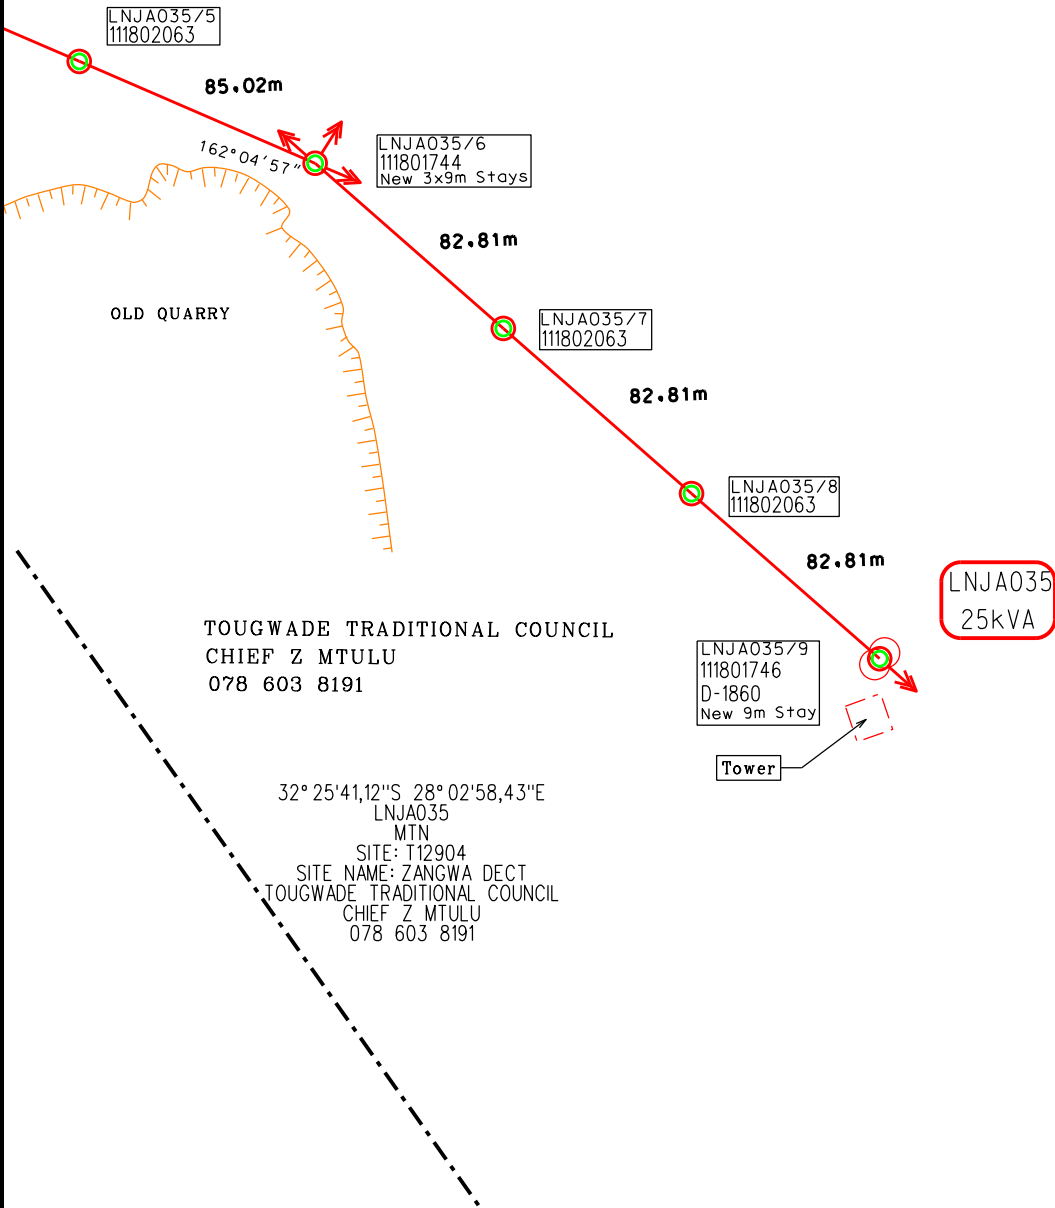 LNJA035/5
111802063
85.02m
162°04'57"
LNJA035/6
111801744
New 3x9m Stays
82.81m
OLD QUARRY
LNJA035/7
111802063
82.81m
LNJA035/8
111802063
82.81m
LNJA035
25kVA
TOUGWADE TRADITIONAL COUNCIL
CHIEF Z MTULU
078 603 8191
LNJA035/9
111801746
D-1860
New 9m Stay
Tower
32°25'41,12"S 28°02'58,43"E
LNJA035
MTN
SITE: T12904
SITE NAME: ZANGWA DECT
TOUGWADE TRADITIONAL COUNCIL
CHIEF Z MTULU
078 603 8191